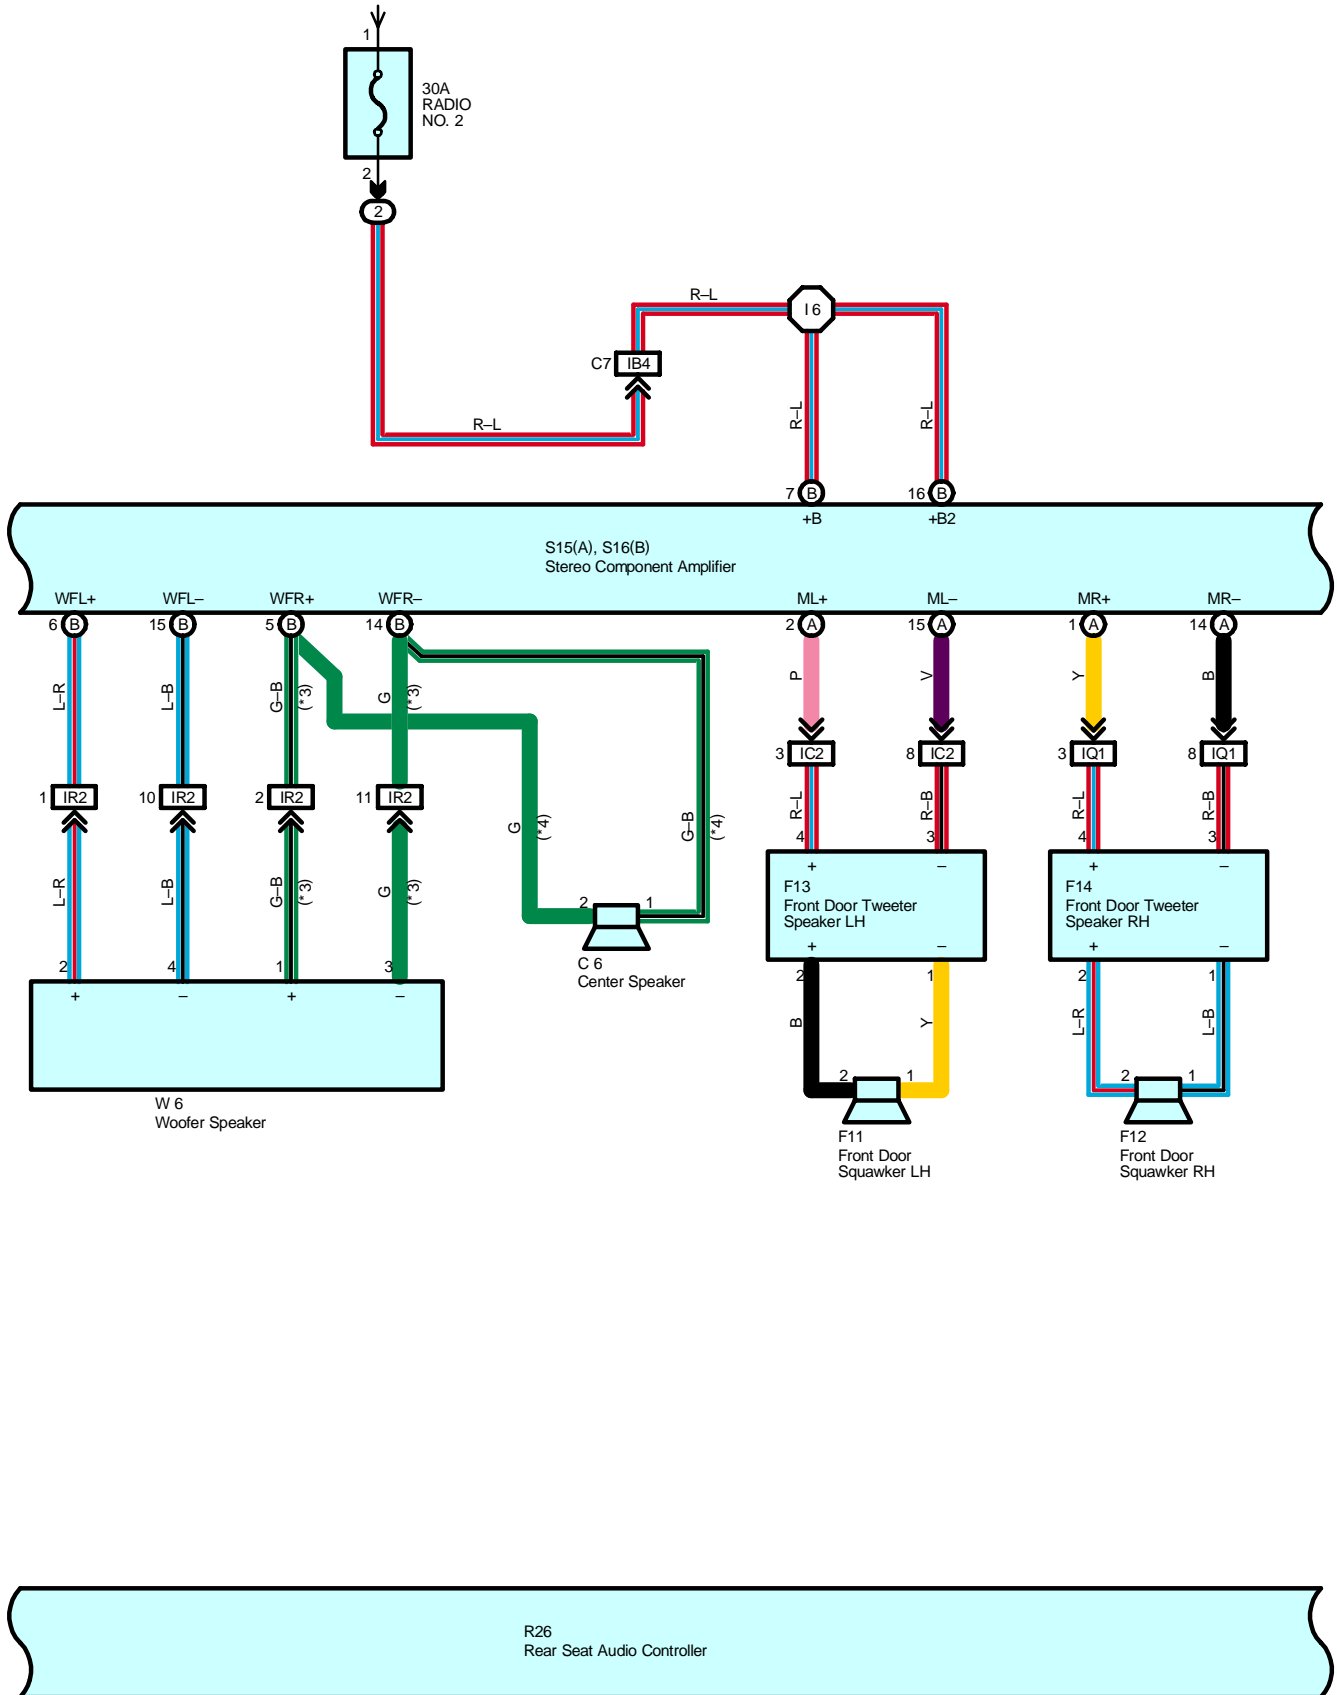 1
30A
RADIO
NO. 2
2
2
R–L
I 6
C7 IB4
R–L
R–L
R–L
7 B
16 B
+B
+B2
S15(A), S16(B)
Stereo Component Amplifier
WFL+
WFL–
WFR+
WFR–
ML+
ML–
MR+
MR–
6 B
15 B
5 B
14 B
2 A
15 A
1 A
14 A
L–R
L–B
G–B
(*3)
G
(*3)
P
V
Y
B
3 IC2
8 IC2
3 IQ1
8 IQ1
1 IR2
10 IR2
2 IR2
11 IR2
G
(*4)
G–B
(*4)
R–L
R–B
R–L
R–B
4
3
4
3
L–R
L–B
G–B
(*3)
G
(*3)
+
–
+
–
F13
Front Door Tweeter
Speaker LH
F14
Front Door Tweeter
Speaker RH
+
–
+
–
2
1
C 6
Center Speaker
2
4
1
3
+
–
+
–
2
1
2
1
B
Y
L–R
L–B
2
1
2
1
W 6
Woofer Speaker
F11
Front Door
Squawker LH
F12
Front Door
Squawker RH
R26
Rear Seat Audio Controller